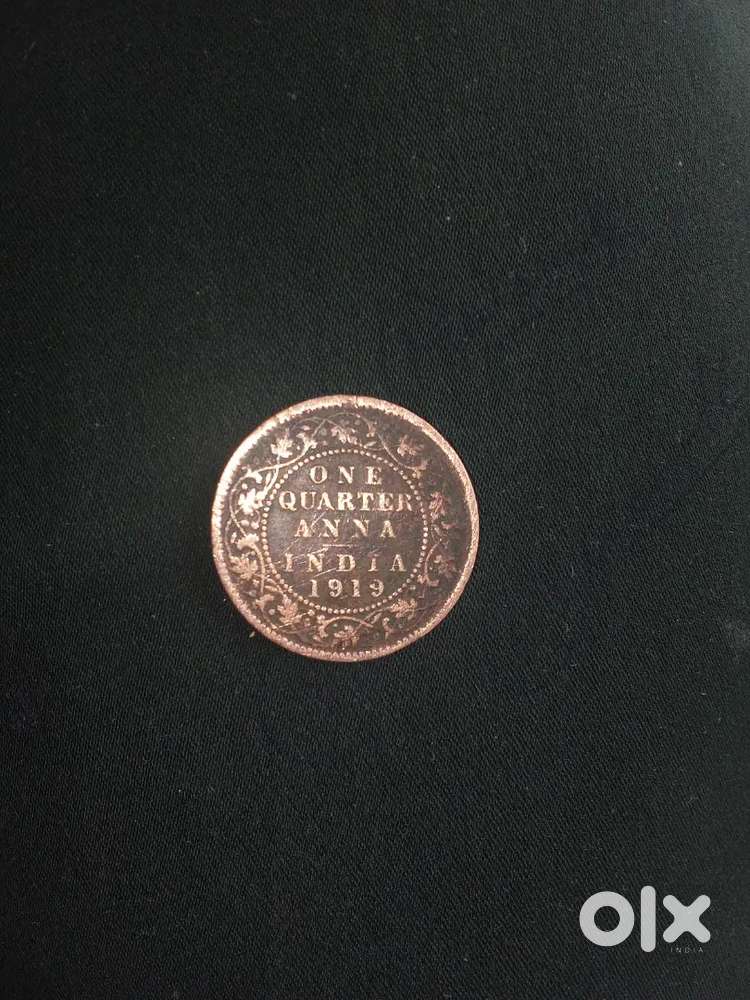 ONE
QUARTER
ANNA
INDIA
1919
olx
INDIA